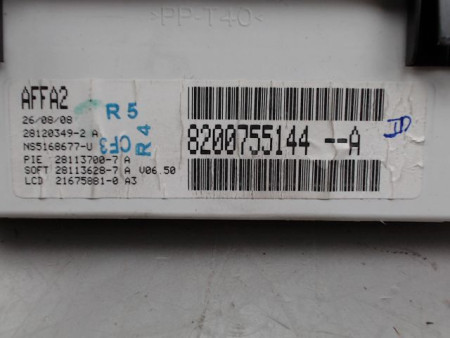 >PP-T40<
AFFA2
26/08/08
28120349-2 A
NS5168677-U
PIE 28113700-7 A
SOFT 28113628-7 A V06.50
LCD 21675881-0 A3
R5
CF3 R4
8200755144 --A